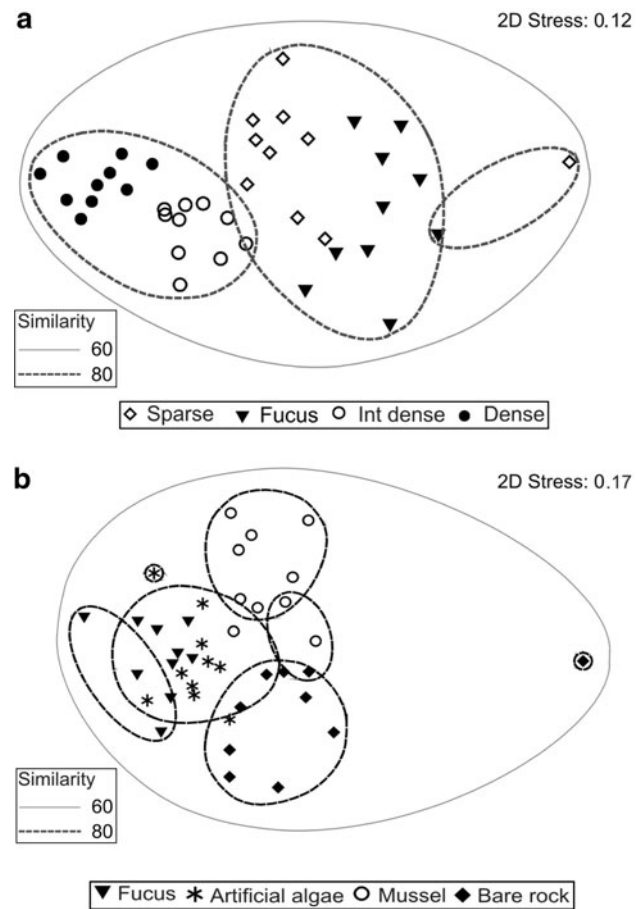 a
2D Stress: 0.12
Similarity
60
80
Sparse Fucus Int dense Dense
b
2D Stress: 0.17
Similarity
60
80
Fucus Artificial algae Mussel Bare rock